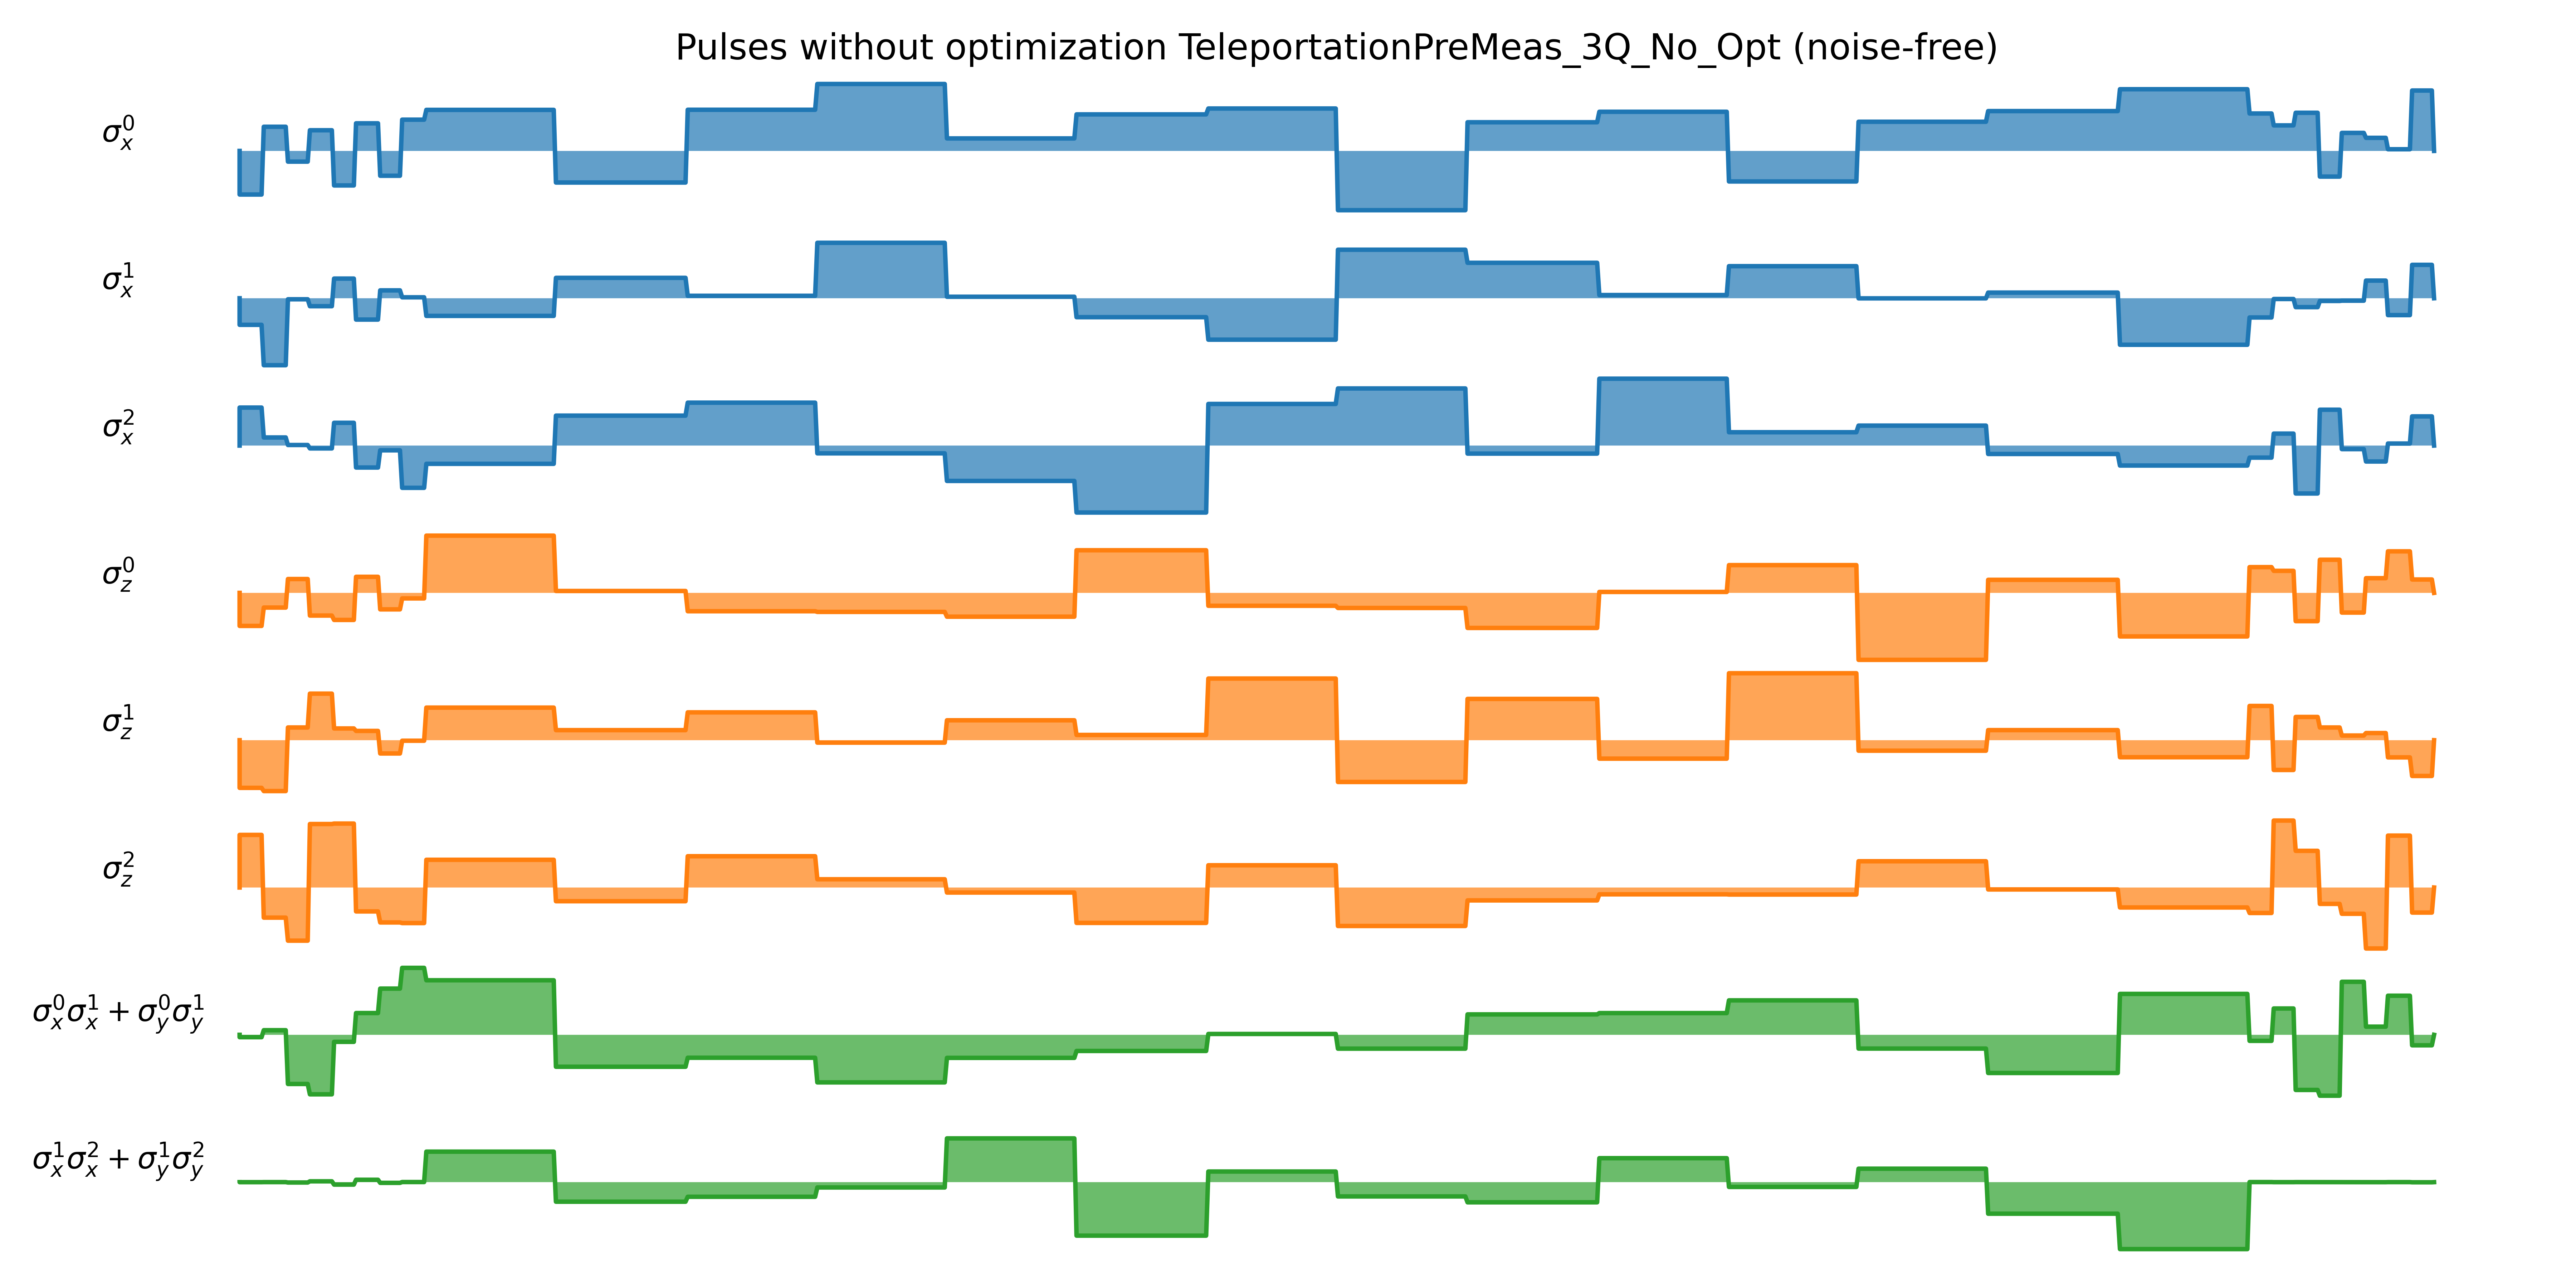 Pulses without optimization TeleportationPreMeas_3Q_No_Opt (noise-free)
σ⁰ₓ
σ¹ₓ
σ²ₓ
σ⁰_z
σ¹_z
σ²_z
σ⁰ₓσ¹ₓ + σ⁰_yσ¹_y
σ¹ₓσ²ₓ + σ¹_yσ²_y